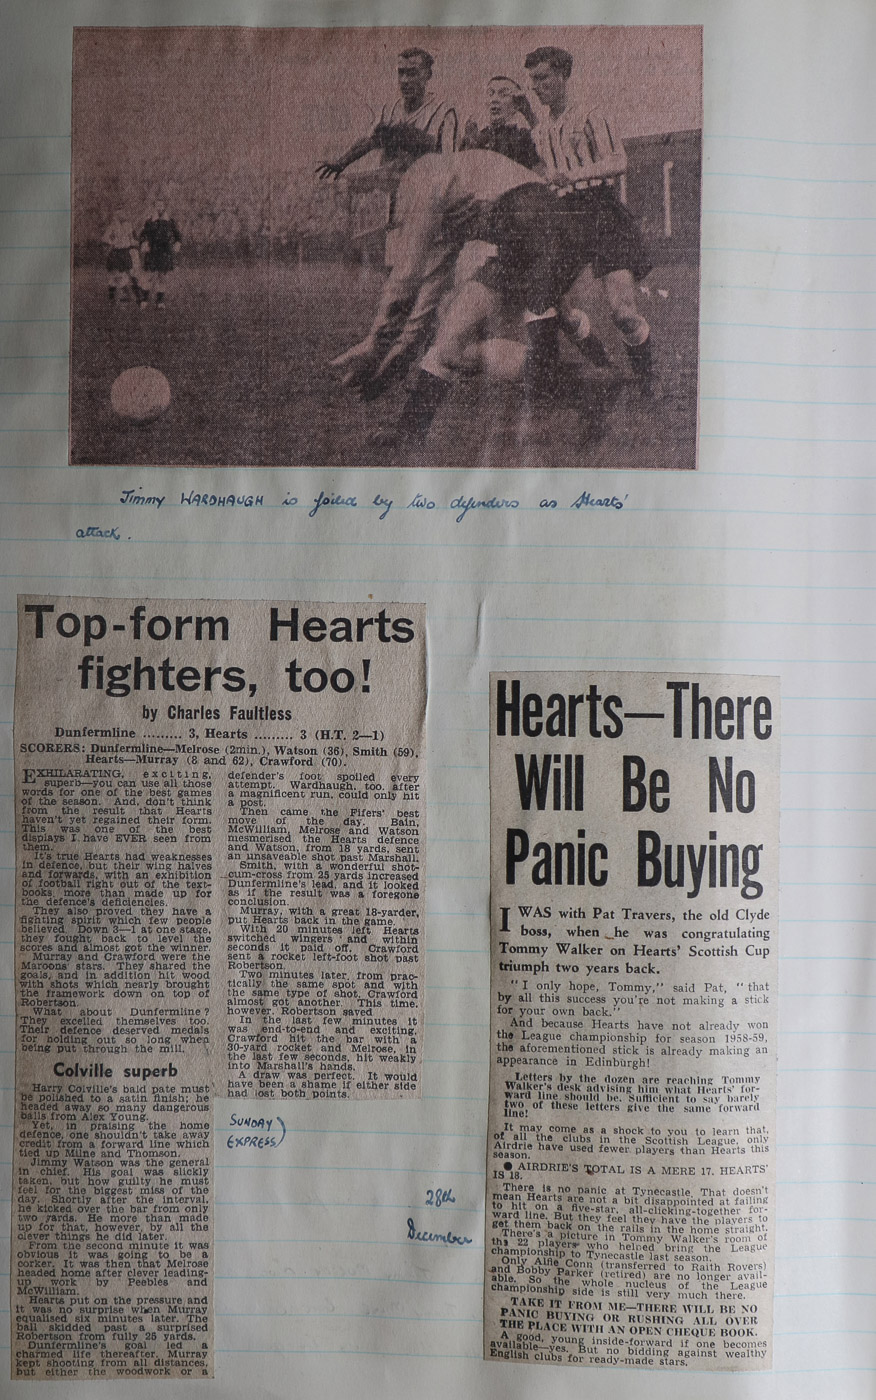 Jimmy WARDHAUGH is foiled by two defenders as Hearts'
attack.
Top-form Hearts
fighters, too!
by Charles Faultless
Dunfermline ......... 3, Hearts ......... 3 (H.T. 2—1)
SCORERS: Dunfermline—Melrose (2min.), Watson (36), Smith (59),
Hearts—Murray (8 and 62), Crawford (70).
EXHILARATING, exciting,
superb—you can use all those
words for one of the best games
of the season. And, don't think
from the result that Hearts
haven't yet regained their form.
This was one of the best
displays I have EVER seen from
them.
It's true Hearts had weaknesses
in defence, but their wing halves
and forwards, with an exhibition
of football right out of the text-
books, more than made up for
the defence's deficiencies.
They also proved they have a
fighting spirit which few people
believed. Down 3—1 at one stage,
they fought back to level the
scores and almost got the winner.
Murray and Crawford were the
Maroons' stars. They shared the
goals, and in addition hit wood
with shots which nearly brought
the framework down on top of
Robertson.
What about Dunfermline?
They excelled themselves too.
Their defence deserved medals
for holding out so long when
being put through the mill.
Colville superb
Harry Colville's bald pate must
be polished to a satin finish; he
headed away so many dangerous
balls from Alex Young.
Yet, in praising the home
defence, one shouldn't take away
credit from a forward line which
tied up Milne and Thomson.
Jimmy Watson was the general
in chief. His goal was slickly
taken, but how guilty he must
feel for the biggest miss of the
day. Shortly after the interval,
he kicked over the bar from only
two yards. He more than made
up for that, however, by all the
clever things he did later.
From the second minute it was
obvious it was going to be a
corker. It was then that Melrose
headed home after clever leading-
up work by Peebles and
McWilliam.
Hearts put on the pressure and
it was no surprise when Murray
equalised six minutes later. The
ball skidded past a surprised
Robertson from fully 25 yards.
Dunfermline's goal led a
charmed life thereafter. Murray
kept shooting from all distances,
but either the woodwork or a
defender's foot spoiled every
attempt. Wardhaugh, too, after
a magnificent run, could only hit
a post.
Then came the Fifers' best
move of the day. Bain,
McWilliam, Melrose and Watson
mesmerised the Hearts defence
and Watson, from 18 yards, sent
an unsaveable shot past Marshall.
Smith, with a wonderful shot-
cum-cross from 25 yards increased
Dunfermline's lead, and it looked
as if the result was a foregone
conclusion.
Murray, with a great 18-yarder,
put Hearts back in the game.
With 20 minutes left Hearts
switched wingers and within
seconds it paid off. Crawford
sent a rocket left-foot shot past
Robertson.
Two minutes later, from prac-
tically the same spot and with
the same type of shot, Crawford
almost got another. This time,
however, Robertson saved
In the last few minutes it
was end-to-end and exciting.
Crawford hit the bar with a
30-yard rocket and Melrose, in
the last few seconds, hit weakly
into Marshall's hands.
A draw was perfect. It would
have been a shame if either side
had lost both points.
SUNDAY
EXPRESS)
28th
December
Hearts—There
Will Be No
Panic Buying
I WAS with Pat Travers, the old Clyde
boss, when he was congratulating
Tommy Walker on Hearts' Scottish Cup
triumph two years back.
"I only hope, Tommy," said Pat, "that
by all this success you're not making a stick
for your own back."
And because Hearts have not already won
the League championship for season 1958-59,
the aforementioned stick is already making an
appearance in Edinburgh!
Letters by the dozen are reaching Tommy
Walker's desk advising him what Hearts' for-
ward line should be. Sufficient to say barely
two of these letters give the same forward
line!
It may come as a shock to you to learn that,
of all the clubs in the Scottish League, only
Airdrie have used fewer players than Hearts this
season.
● AIRDRIE'S TOTAL IS A MERE 17. HEARTS'
IS 18.
There is no panic at Tynecastle. That doesn't
mean Hearts are not a bit disappointed at failing
to hit on a five-star, all-clicking-together for-
ward line. But they feel they have the players to
get them back on the rails in the home straight.
There's a picture in Tommy Walker's room of
the 22 players who helped bring the League
championship to Tynecastle last season.
Only Alfie Conn (transferred to Raith Rovers)
and Bobby Parker (retired) are no longer avail-
able. So the whole nucleus of the League
championship side is still very much there.
TAKE IT FROM ME—THERE WILL BE NO
PANIC BUYING OR RUSHING ALL OVER
THE PLACE WITH AN OPEN CHEQUE BOOK.
A good, young inside-forward if one becomes
available—yes. But no bidding against wealthy
English clubs for ready-made stars.